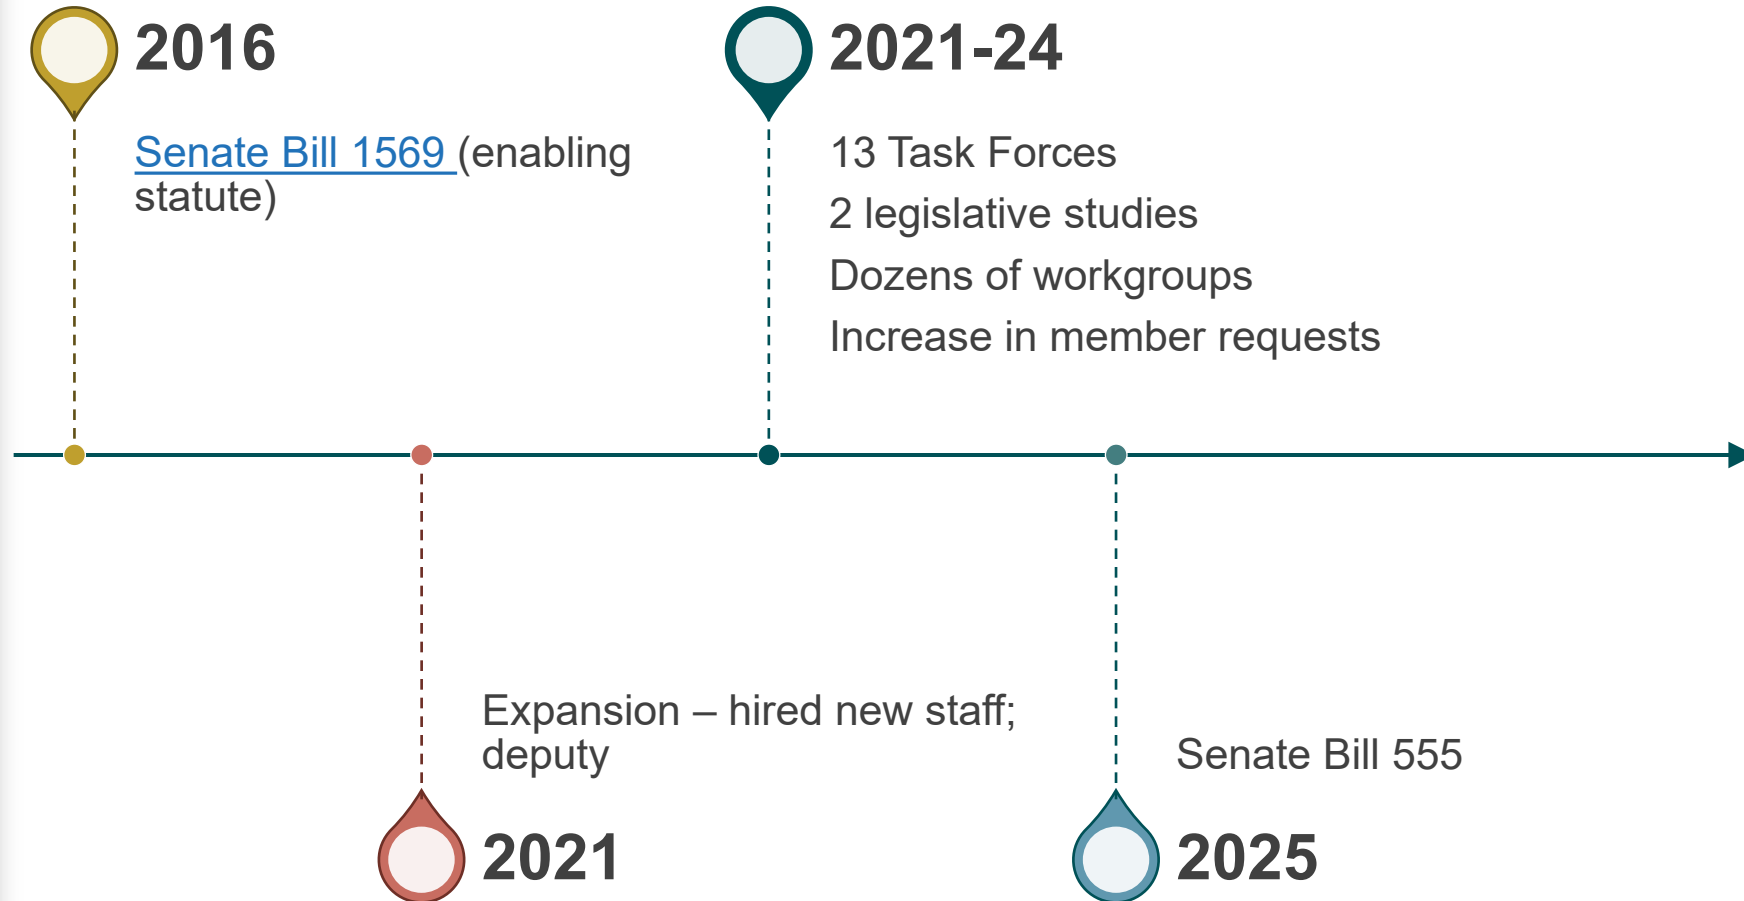 2016
Senate Bill 1569 (enabling
statute)
2021-24
13 Task Forces
2 legislative studies
Dozens of workgroups
Increase in member requests
Expansion – hired new staff;
deputy
2021
Senate Bill 555
2025